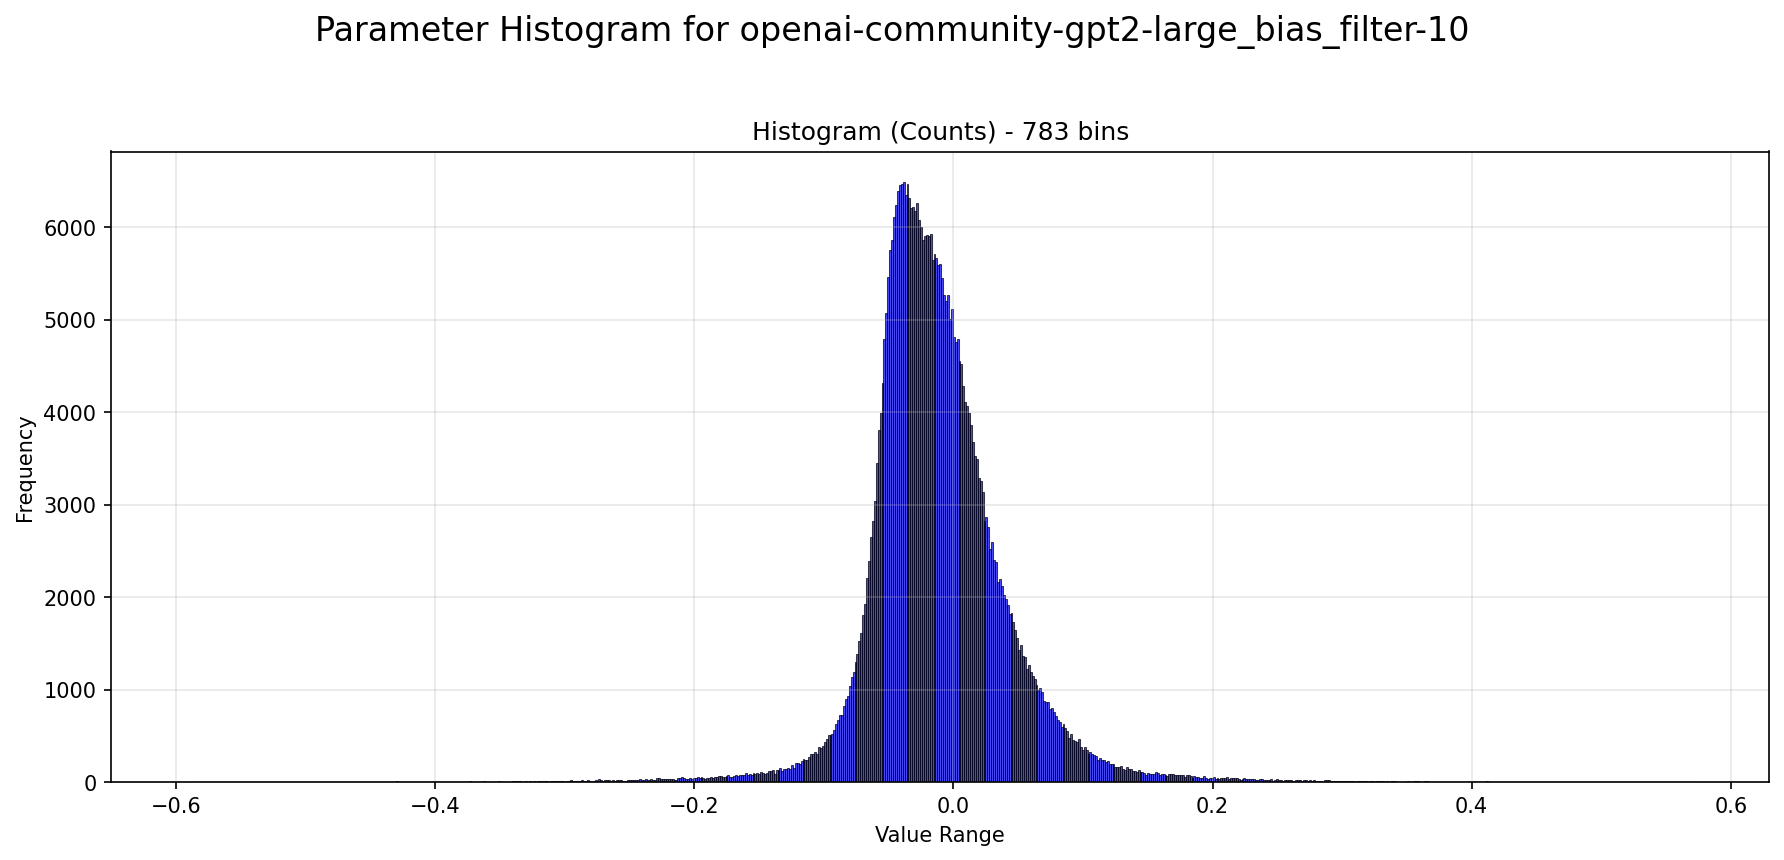 Parameter Histogram for openai-community-gpt2-large_bias_filter-10
Histogram (Counts) - 783 bins
Frequency
6000
5000
4000
3000
2000
1000
0
−0.6 −0.4 −0.2 0.0 0.2 0.4 0.6
Value Range